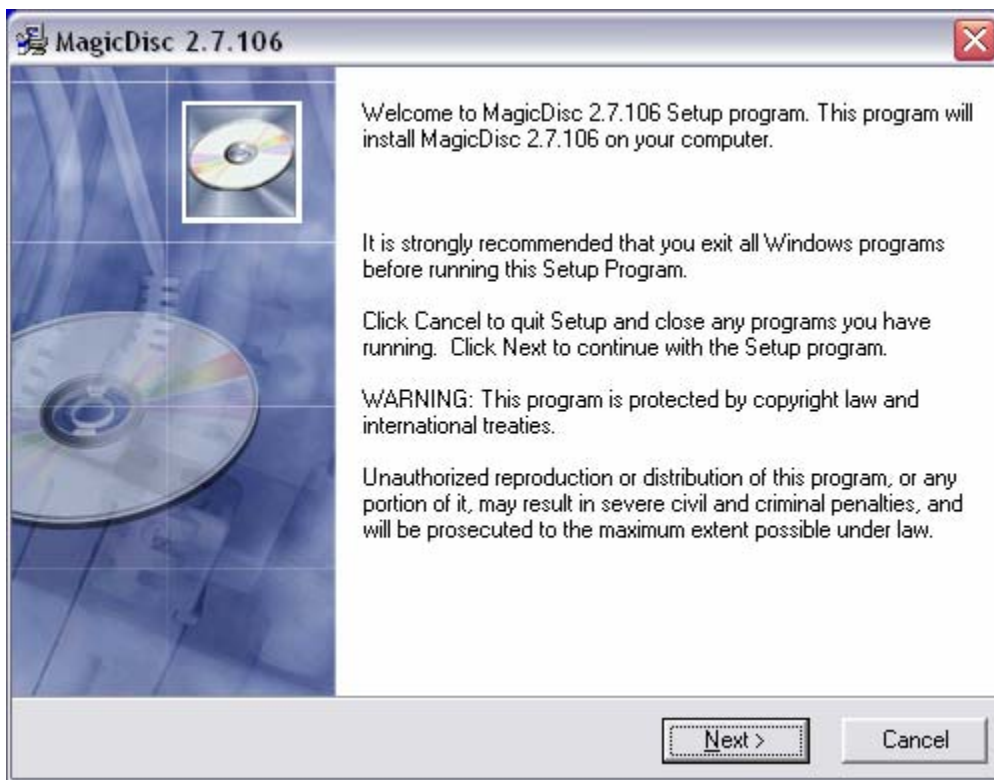 MagicDisc 2.7.106
Welcome to MagicDisc 2.7.106 Setup program. This program will
install MagicDisc 2.7.106 on your computer.
It is strongly recommended that you exit all Windows programs
before running this Setup Program.
Click Cancel to quit Setup and close any programs you have
running.  Click Next to continue with the Setup program.
WARNING: This program is protected by copyright law and
international treaties.
Unauthorized reproduction or distribution of this program, or any
portion of it, may result in severe civil and criminal penalties, and
will be prosecuted to the maximum extent possible under law.
Next >
Cancel